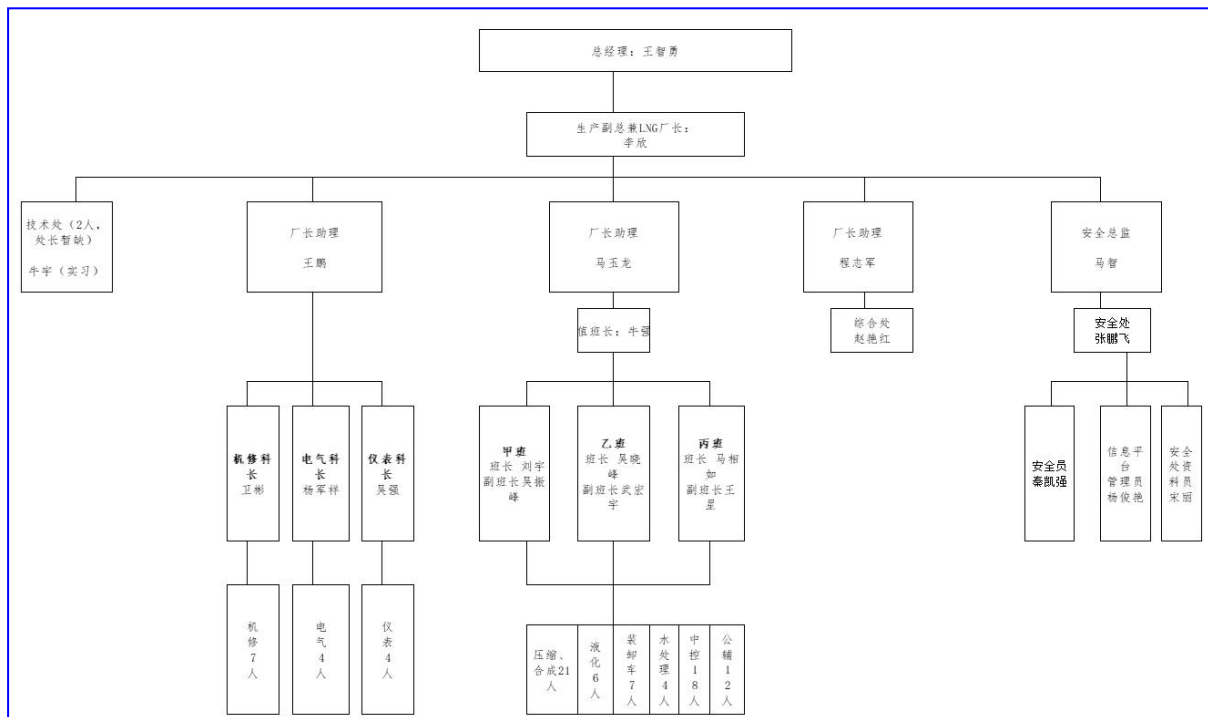 总经理：王智勇
生产副总兼LNG厂长：
李欣
技术处（2人，
处长暂缺）
牛宇（实习）
厂长助理
王鹏
厂长助理
马玉龙
厂长助理
程志军
安全总监
马智
值班长：牛强
综合处
赵艳红
安全处
张鹏飞
机修科
长
卫彬
电气科
长
杨军祥
仪表科
长
吴强
甲班
班长 刘宇
副班长吴振
峰
乙班
班长 吴晓
峰
副班长武宏
宇
丙班
班长 马相
如
副班长王
星
安全员
秦凯强
信息平
台
管理员
杨俊艳
安全
处资
料员
宋丽
机
修
7
人
电
气
4
人
仪
表
4
人
压缩、
合成21
人
液
化
6
人
装
卸
车
7
人
水
处
理
4
人
中
控
1
8
人
公
辅
1
2
人